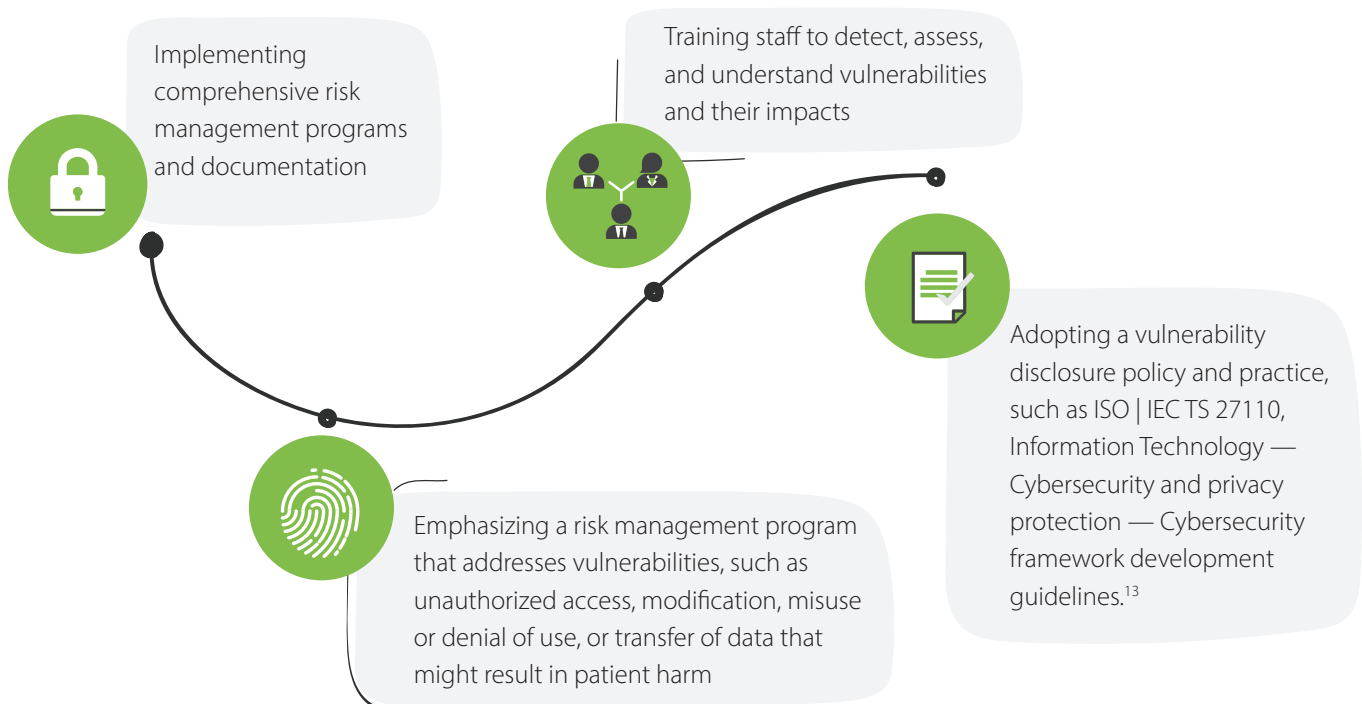 Implementing
comprehensive risk
management programs
and documentation
Emphasizing a risk management program
that addresses vulnerabilities, such as
unauthorized access, modification, misuse
or denial of use, or transfer of data that
might result in patient harm
Training staff to detect, assess,
and understand vulnerabilities
and their impacts
Adopting a vulnerability
disclosure policy and practice,
such as ISO | IEC TS 27110,
Information Technology —
Cybersecurity and privacy
protection — Cybersecurity
framework development
guidelines.¹³